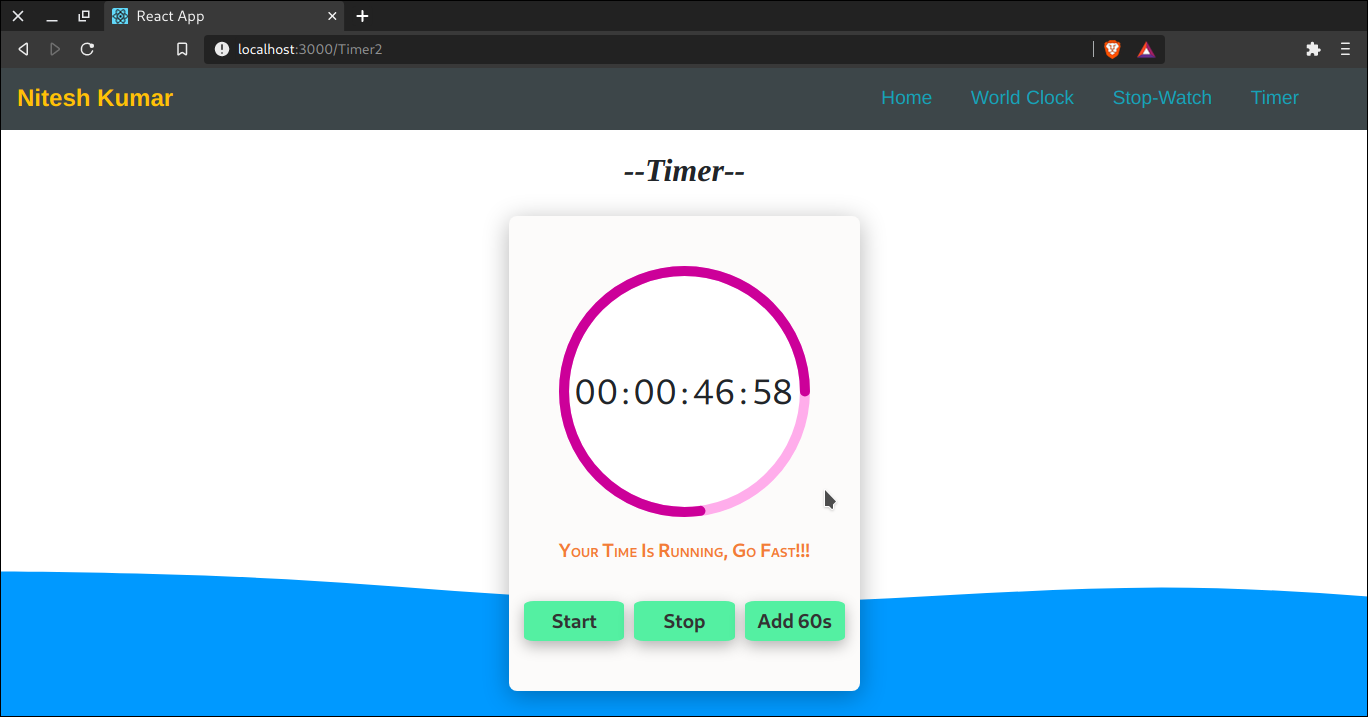 React App
localhost:3000/Timer2
Nitesh Kumar Home World Clock Stop-Watch Timer
--Timer--
00:00:46:58
Your Time Is Running, Go Fast!!!
Start Stop Add 60s